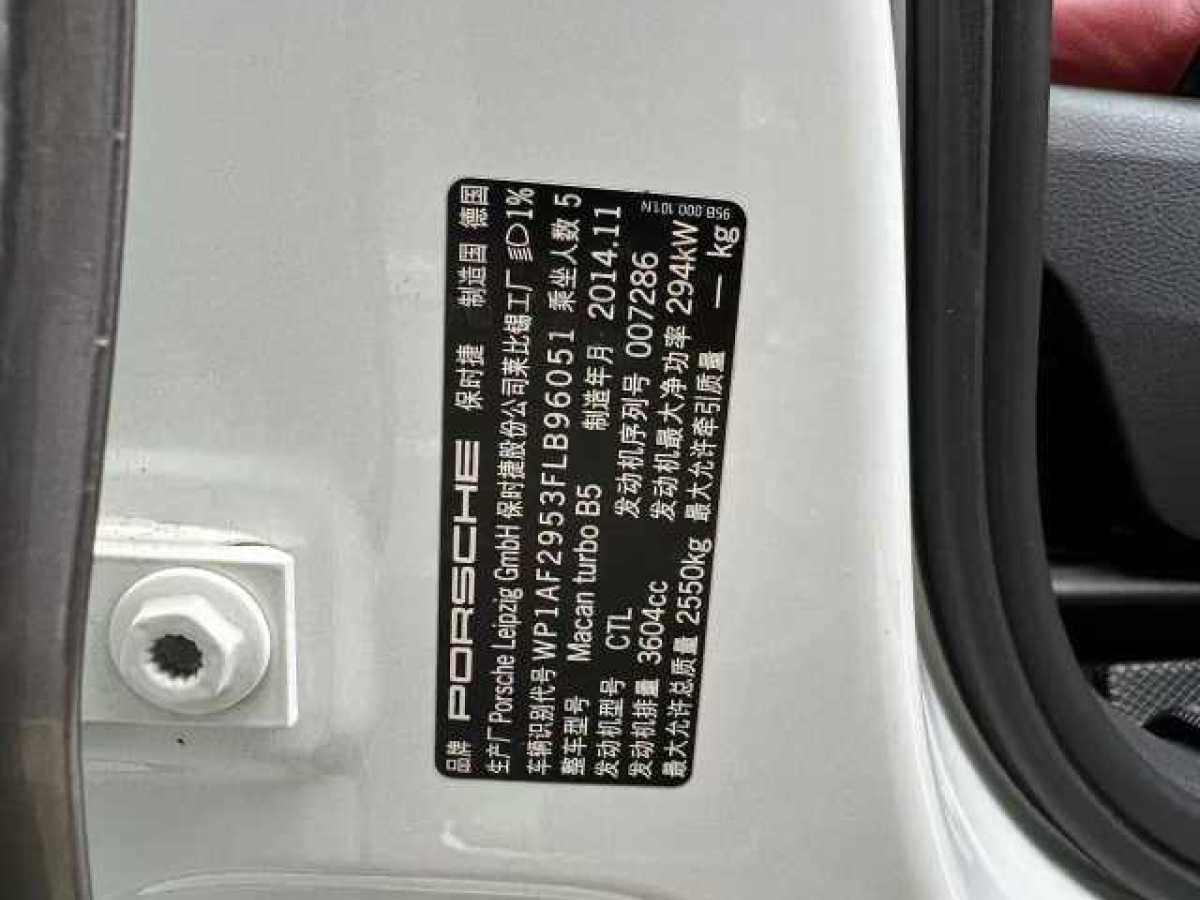 品牌 PORSCHE 保时捷 制造国 德国
生产厂 Porsche Leipzig GmbH 保时捷股份公司莱比锡工厂 1%
车辆识别代号 WP1AF2953FLB96051 乘坐人数 5
整车型号 Macan turbo B5 制造年月 2014.11
发动机型号 CTL 发动机序列号 007286
发动机排量 3604cc 发动机最大净功率 294kW
最大允许总质量 2550kg 最大允许牵引质量 — kg
95B.000.101N